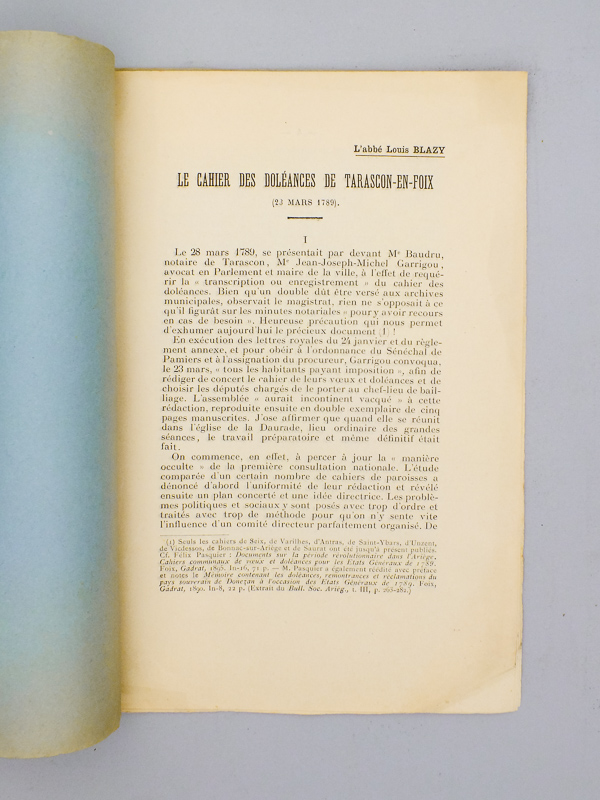 L'abbé Louis BLAZY
LE CAHIER DES DOLÉANCES DE TARASCON-EN-FOIX
(23 MARS 1789).
I
Le 28 mars 1789, se présentait par devant Me Baudru,
notaire de Tarascon, Me Jean-Joseph-Michel Garrigou,
avocat en Parlement et maire de la ville, à l'effet de requé-
rir la « transcription ou enregistrement » du cahier des
doléances. Bien qu'un double dût être versé aux archives
municipales, observait le magistrat, rien ne s'opposait à ce
qu'il figurât sur les minutes notariales « pour y avoir recours
en cas de besoin ». Heureuse précaution qui nous permet
d'exhumer aujourd'hui le précieux document (1) !
En exécution des lettres royales du 24 janvier et du règle-
ment annexe, et pour obéir à l'ordonnance du Sénéchal de
Pamiers et à l'assignation du procureur, Garrigou convoqua,
le 23 mars, « tous les habitants payant imposition », afin de
rédiger de concert le cahier de leurs vœux et doléances et de
choisir les députés chargés de le porter au chef-lieu de bail-
liage. L'assemblée « aurait incontinent vacqué » à cette
rédaction, reproduite ensuite en double exemplaire de cinq
pages manuscrites. J'ose affirmer que quand elle se réunit
dans l'église de la Daurade, lieu ordinaire des grandes
séances, le travail préparatoire et même définitif était
fait.
On commence, en effet, à percer à jour la « manière
occulte » de la première consultation nationale. L'étude
comparée d'un certain nombre de cahiers de paroisses a
dénoncé d'abord l'uniformité de leur rédaction et révélé
ensuite un plan concerté et une idée directrice. Les problè-
mes politiques et sociaux y sont posés avec trop d'ordre et
traités avec trop de méthode pour qu'on n'y sente vite
l'influence d'un comité directeur parfaitement organisé. De
(1) Seuls les cahiers de Seix, de Varilhes, d'Antras, de Saint-Ybars, d'Unzent,
de Vicdessos, de Bonnac-sur-Ariège et de Saurat ont été jusqu'à présent publiés.
Cf. Félix Pasquier : Documents sur la période révolutionnaire dans l'Ariège.
Cahiers communaux de vœux et doléances pour les Etats Généraux de 1789.
Foix, Gadrat, 1896. In-16, 71 p. — M. Pasquier a également réédité avec préface
et notes le Mémoire contenant les doléances, remontrances et réclamations du
pays souverain de Donezan à l'occasion des Etats Généraux de 1789. Foix,
Gadrat, 1890. In-8, 22 p. (Extrait du Bull. Soc. Arièg., t. III, p. 263-282.)